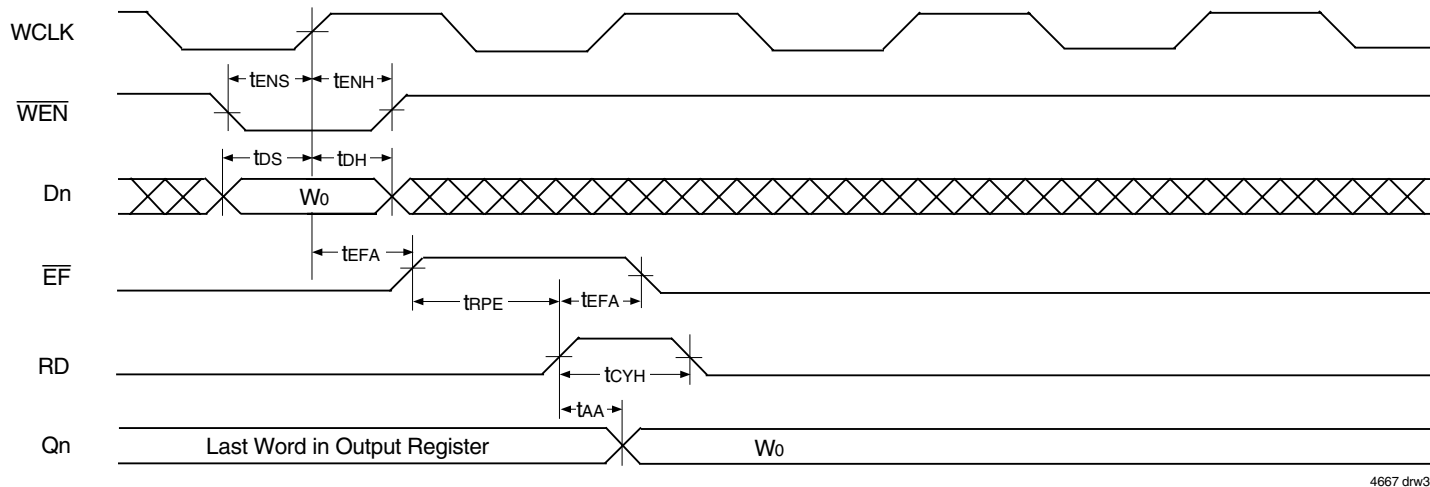 WCLK
tENS tENH
WEN
tDS tDH
Dn W0
tEFA
EF
tRPE tEFA
RD
tCYH
tAA
Qn Last Word in Output Register W0
4667 drw3